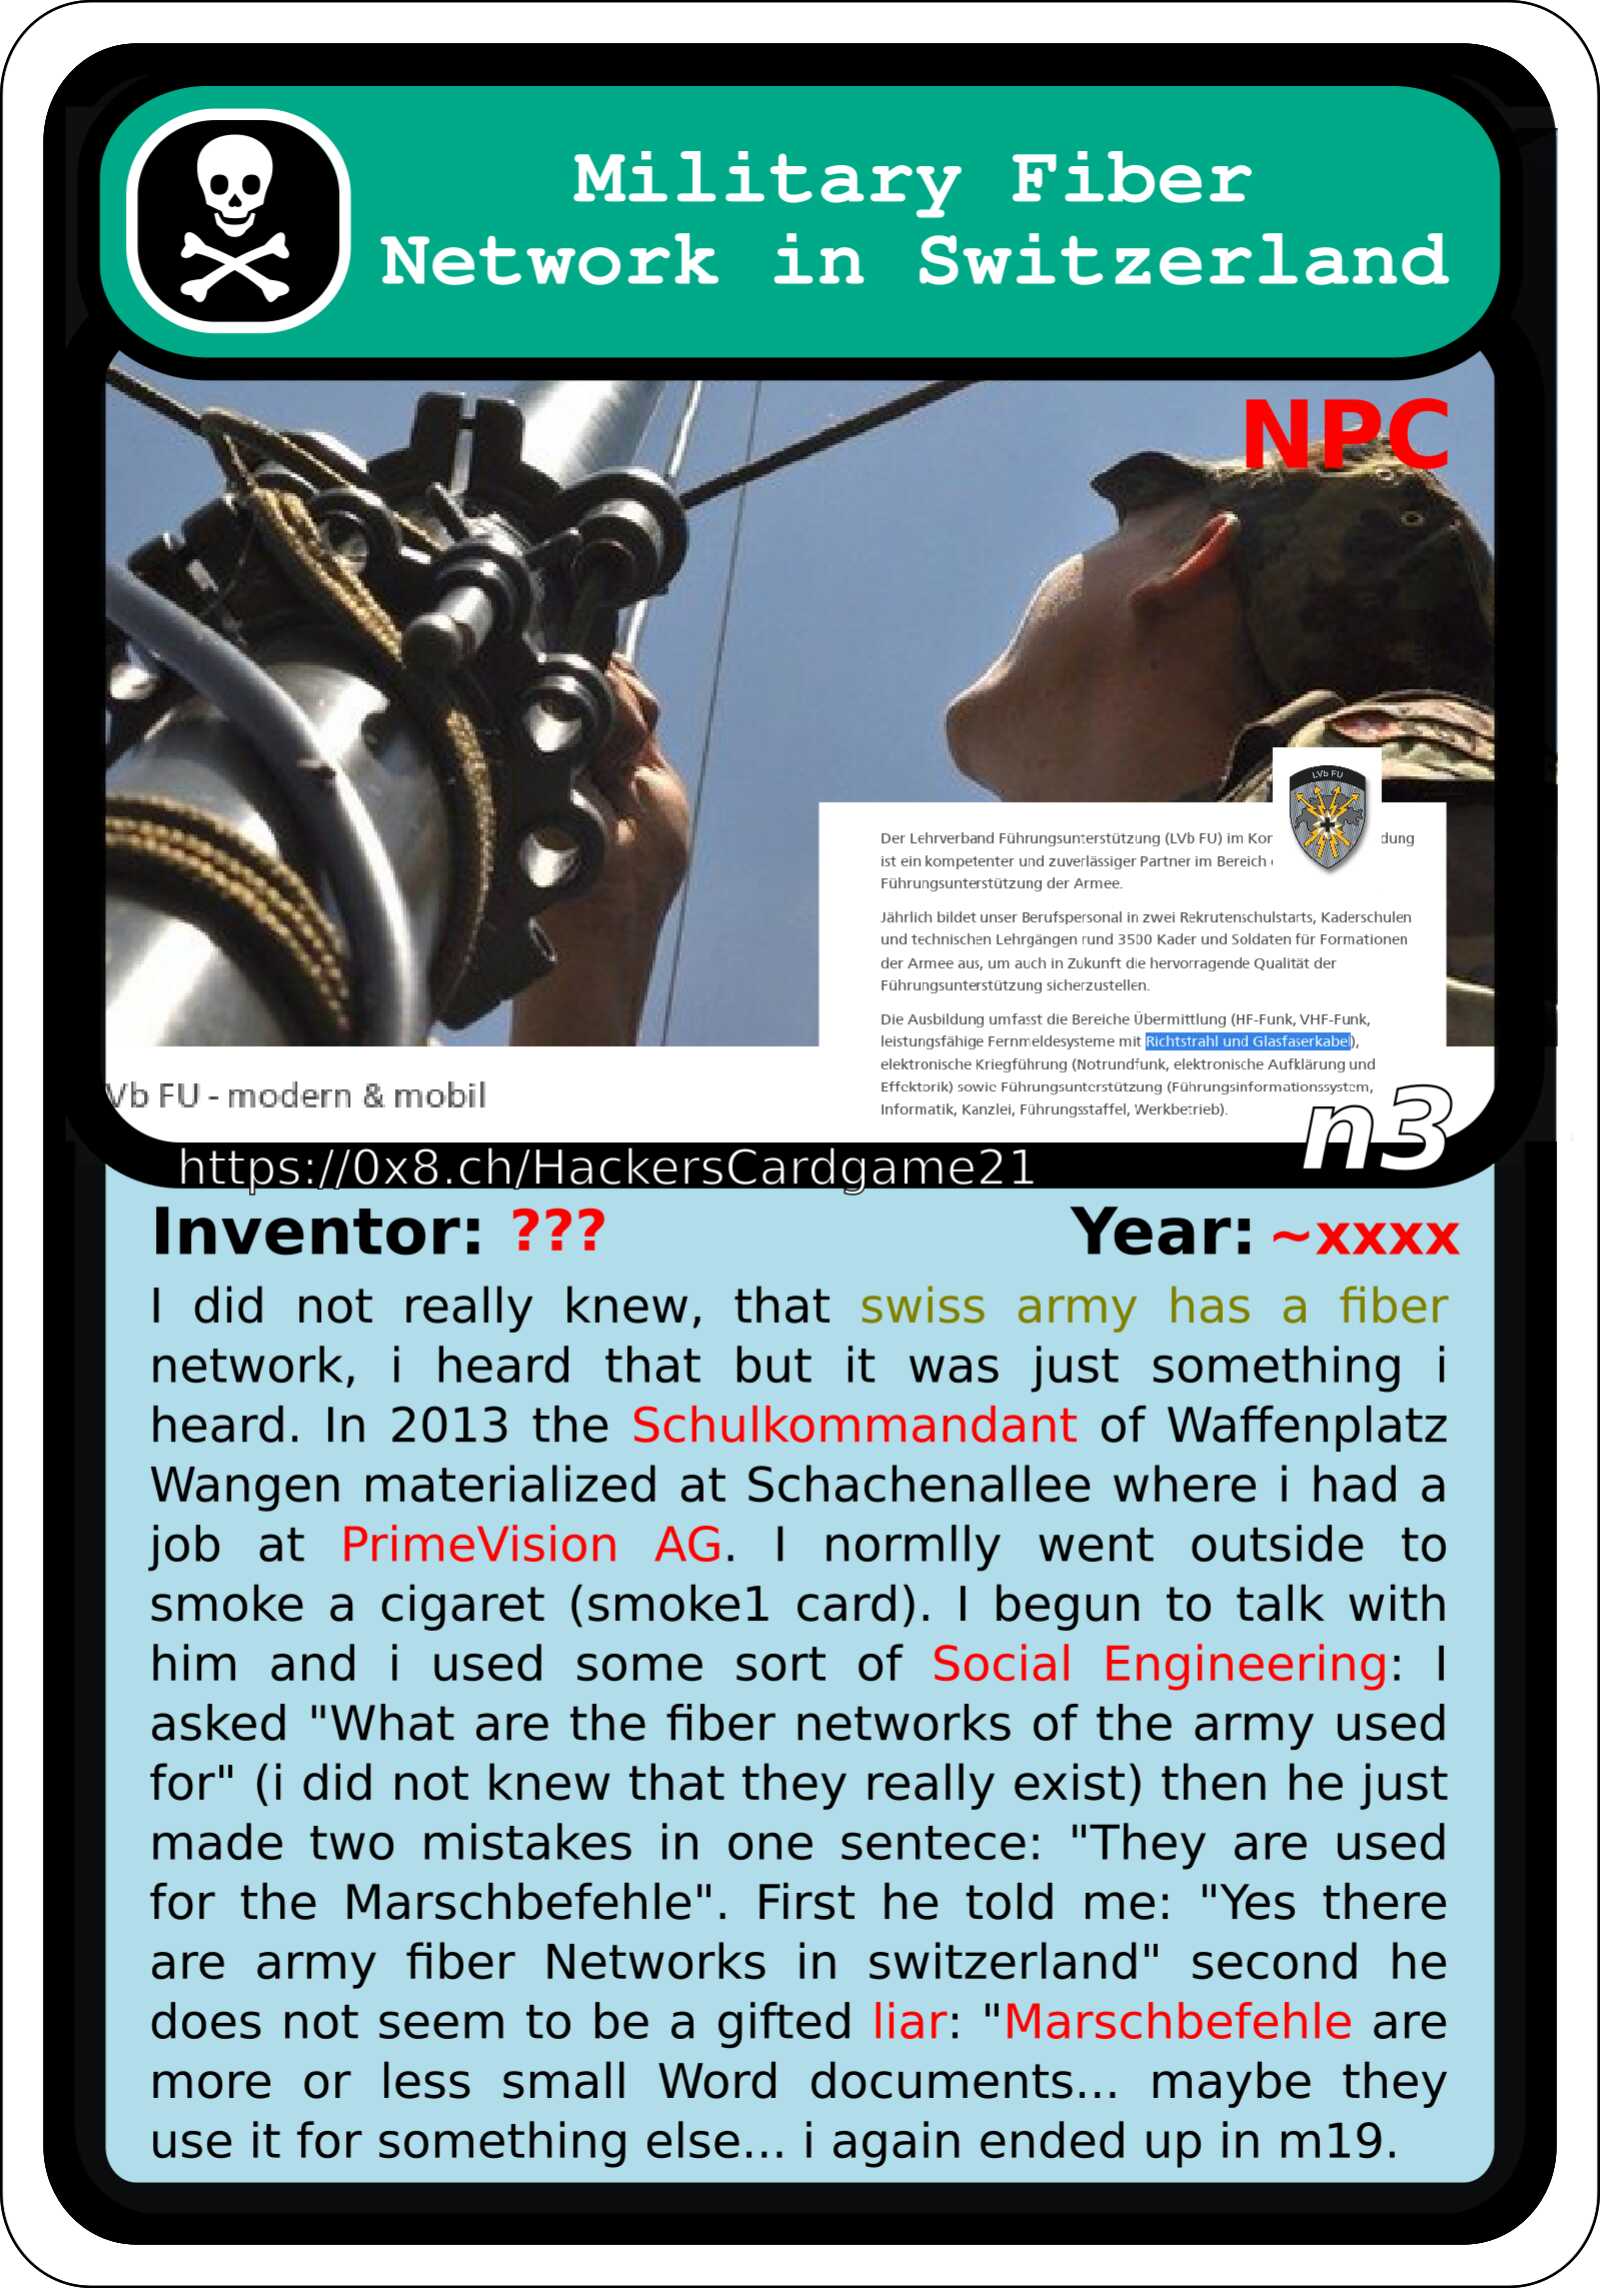 Military Fiber
Network in Switzerland
NPC
LVb FU
Der Lehrverband Führungsunterstützung (LVb FU) im Kor dung
ist ein kompetenter und zuverlässiger Partner im Bereich
Führungsunterstützung der Armee.
Jährlich bildet unser Berufspersonal in zwei Rekrutenschulstarts, Kaderschulen
und technischen Lehrgängen rund 3500 Kader und Soldaten für Formationen
der Armee aus, um auch in Zukunft die hervorragende Qualität der
Führungsunterstützung sicherzustellen.
Die Ausbildung umfasst die Bereiche Übermittlung (HF-Funk, VHF-Funk,
leistungsfähige Fernmeldesysteme mit Richtstrahl und Glasfaserkabel),
elektronische Kriegführung (Notrundfunk, elektronische Aufklärung und
Effektorik) sowie Führungsunterstützung (Führungsinformationssystem,
Informatik, Kanzlei, Führungsstaffel, Werkbetrieb).
Vb FU - modern & mobil
n3
https://0x8.ch/HackersCardgame21
Inventor: ??? Year: ~xxxx
I did not really knew, that swiss army has a fiber
network, i heard that but it was just something i
heard. In 2013 the Schulkommandant of Waffenplatz
Wangen materialized at Schachenallee where i had a
job at PrimeVision AG. I normlly went outside to
smoke a cigaret (smoke1 card). I begun to talk with
him and i used some sort of Social Engineering: I
asked "What are the fiber networks of the army used
for" (i did not knew that they really exist) then he just
made two mistakes in one sentece: "They are used
for the Marschbefehle". First he told me: "Yes there
are army fiber Networks in switzerland" second he
does not seem to be a gifted liar: "Marschbefehle are
more or less small Word documents... maybe they
use it for something else... i again ended up in m19.